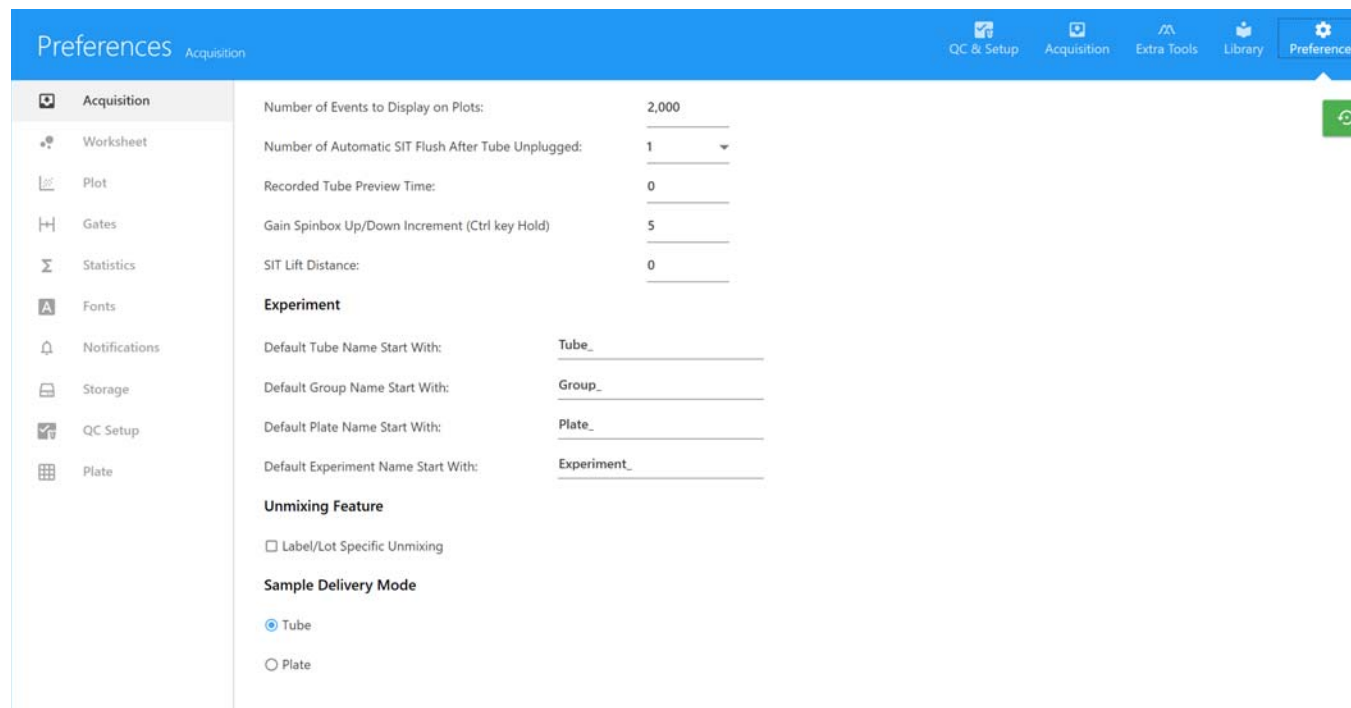 Preferences Acquisition
QC & Setup
Acquisition
Extra Tools
Library
Preference
Acquisition
Worksheet
Plot
Gates
Statistics
Fonts
Notifications
Storage
QC Setup
Plate
Number of Events to Display on Plots: 2,000
Number of Automatic SIT Flush After Tube Unplugged: 1
Recorded Tube Preview Time: 0
Gain Spinbox Up/Down Increment (Ctrl key Hold) 5
SIT Lift Distance: 0
Experiment
Default Tube Name Start With: Tube_
Default Group Name Start With: Group_
Default Plate Name Start With: Plate_
Default Experiment Name Start With: Experiment_
Unmixing Feature
Label/Lot Specific Unmixing
Sample Delivery Mode
Tube
Plate